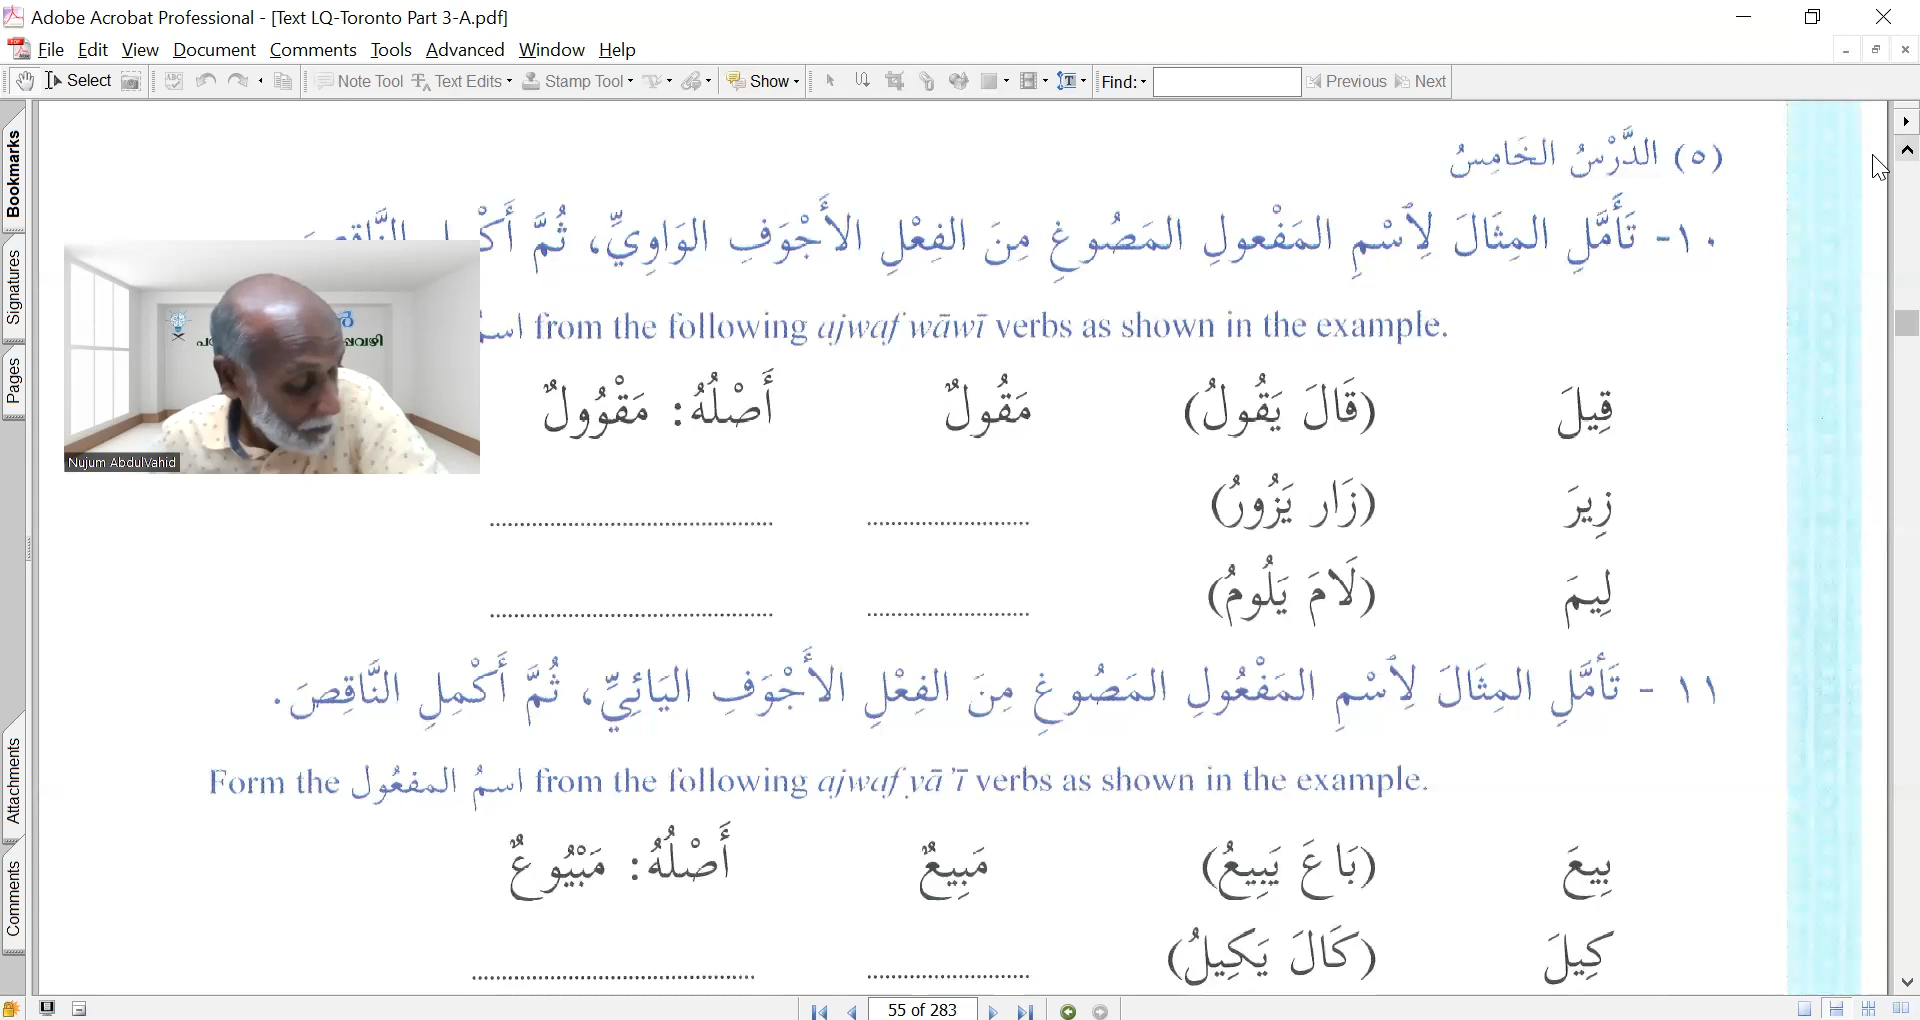 Adobe Acrobat Professional - [Text LQ-Toronto Part 3-A.pdf]
File Edit View Document Comments Tools Advanced Window Help
Select Note Tool Text Edits Stamp Tool Show Find: Previous Next
Bookmarks
Signatures
Pages
Attachments
Comments
(٥) الدَّرْسُ الخَامِسُ
١٠- تَأَمَّلِ المِثَالَ لِٱسْمِ المَفْعولِ المَصُوغِ مِنَ الفِعْلِ الأَجْوَفِ الوَاوِيِّ، ثُمَّ
اسمُ from the following ajwaf wāwī verbs as shown in the example.
قِيلَ (قَالَ يَقُولُ) مَقُولٌ أَصْلُهُ: مَقْوُولٌ
زِيرَ (زَار يَزُورُ) .......... ..........
لِيمَ (لَامَ يَلُومُ) .......... ..........
١١ - تَأَمَّلِ المِثَالَ لِٱسْمِ المَفْعُولِ المَصُوغِ مِنَ الفِعْلِ الأَجْوَفِ اليَائِيِّ، ثُمَّ أَكْمِلِ النَّاقِصَ.
Form the اسمُ المفعُول from the following ajwaf yā'ī verbs as shown in the example.
بِيعَ (بَاعَ يَبِيعُ) مَبِيعٌ أَصْلُهُ: مَبْيُوعٌ
كِيلَ (كَالَ يَكِيلُ) .......... ..........
Nujum AbdulVahid
55 of 283